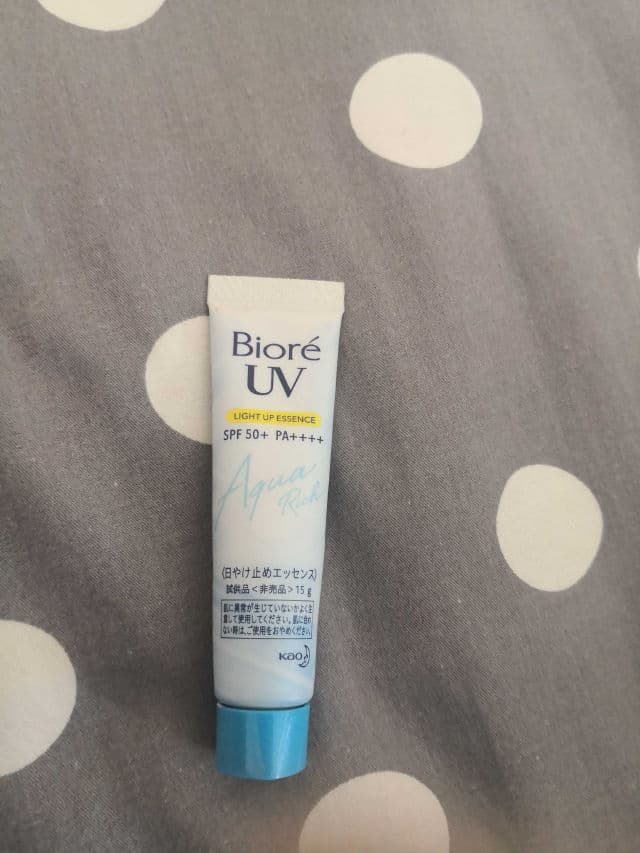 Bioré
UV
LIGHT UP ESSENCE
SPF 50+ PA++++
Aqua
Rich
〈日やけ止めエッセンス〉
試供品<非売品>15g
肌に異常が生じていないかよく注
意して使用してください。肌に合わ
ない時は、ご使用をおやめください。
Kao